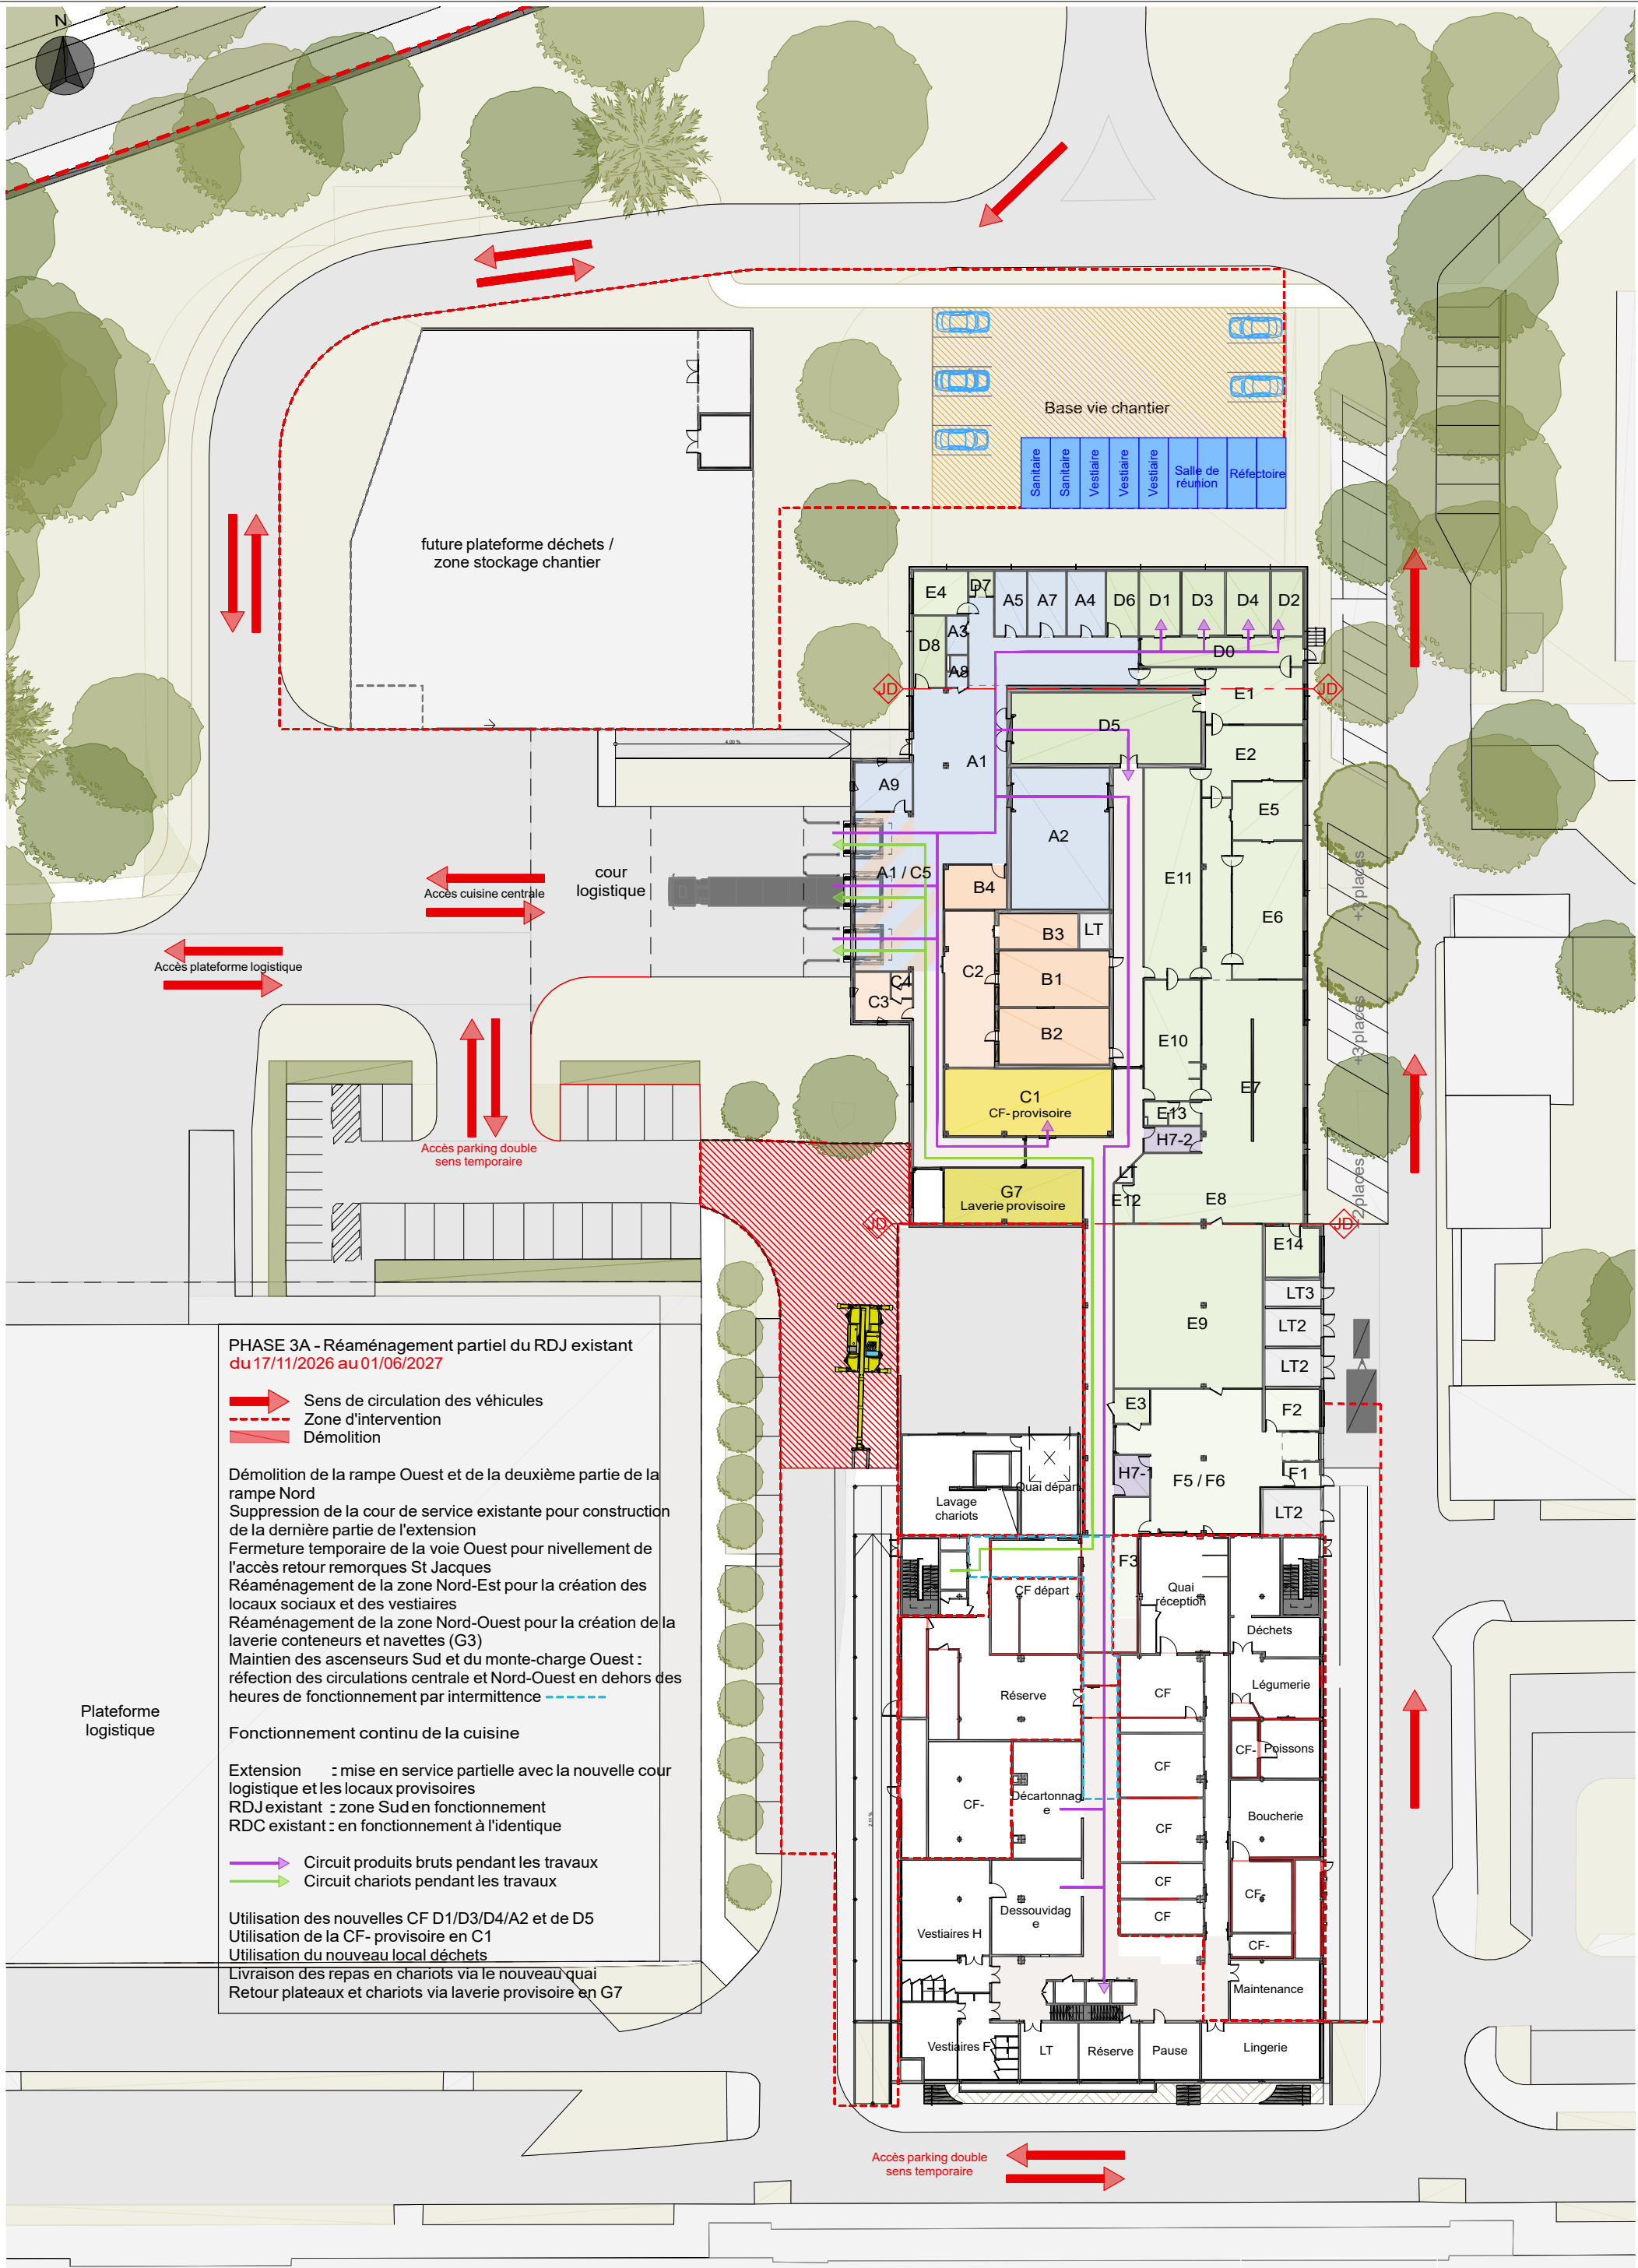 N
Base vie chantier
Sanitaire
Sanitaire
Vestiaire
Vestiaire
Vestiaire
Salle de
réunion
Réfectoire
future plateforme déchets /
zone stockage chantier
E4
D7
A5
A7
A4
D6
D1
D3
D4
D2
D8
A3
A8
D0
JD
E1
JD
D5
4.00 %
A1
E2
A9
E5
A2
cour
logistique
A1 / C5
B4
E11
+3 places
Accès cuisine centrale
E6
B3
LT
Accès plateforme logistique
C2
B1
C4
C3
B2
E10
+3 places
C1
CF- provisoire
E7
E13
H7-2
Accès parking double
sens temporaire
LT
G7
Laverie provisoire
E12
E8
2 places
JD
JD
E14
LT3
E9
LT2
LT2
PHASE 3A - Réaménagement partiel du RDJ existant
du 17/11/2026 au 01/06/2027
Sens de circulation des véhicules
Zone d'intervention
Démolition
Démolition de la rampe Ouest et de la deuxième partie de la
rampe Nord
Suppression de la cour de service existante pour construction
de la dernière partie de l'extension
Fermeture temporaire de la voie Ouest pour nivellement de
l'accès retour remorques St Jacques
Réaménagement de la zone Nord-Est pour la création des
locaux sociaux et des vestiaires
Réaménagement de la zone Nord-Ouest pour la création de la
laverie conteneurs et navettes (G3)
Maintien des ascenseurs Sud et du monte-charge Ouest :
réfection des circulations centrale et Nord-Ouest en dehors des
heures de fonctionnement par intermittence
Fonctionnement continu de la cuisine
Extension : mise en service partielle avec la nouvelle cour
logistique et les locaux provisoires
RDJ existant : zone Sud en fonctionnement
RDC existant : en fonctionnement à l'identique
Circuit produits bruts pendant les travaux
Circuit chariots pendant les travaux
Utilisation des nouvelles CF D1/D3/D4/A2 et de D5
Utilisation de la CF- provisoire en C1
Utilisation du nouveau local déchets
Livraison des repas en chariots via le nouveau quai
Retour plateaux et chariots via laverie provisoire en G7
Plateforme
logistique
E3
F2
H7-1
F5 / F6
F1
Quai départ
Lavage
chariots
LT2
F3
CF départ
Quai
réception
Déchets
Réserve
CF
Légumerie
CF-
Poissons
CF
CF-
Décartonnag
e
CF
Boucherie
CF
CF-
CF
Dessouvidag
e
Vestiaires H
CF-
Maintenance
Vestiaires F
LT
Réserve
Pause
Lingerie
Accès parking double
sens temporaire